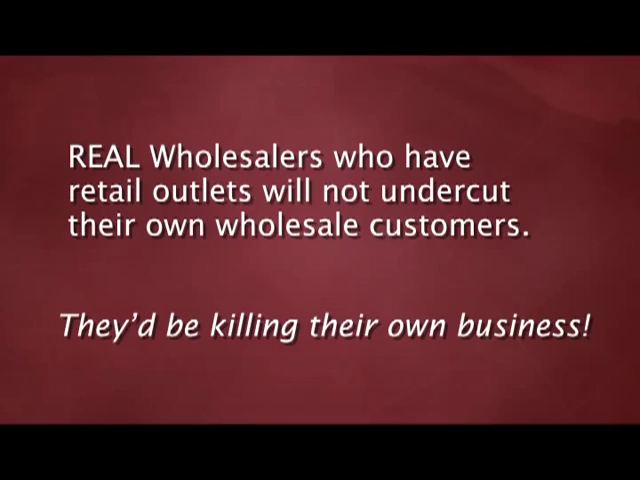 REAL Wholesalers who have
retail outlets will not undercut
their own wholesale customers.
They’d be killing their own business!